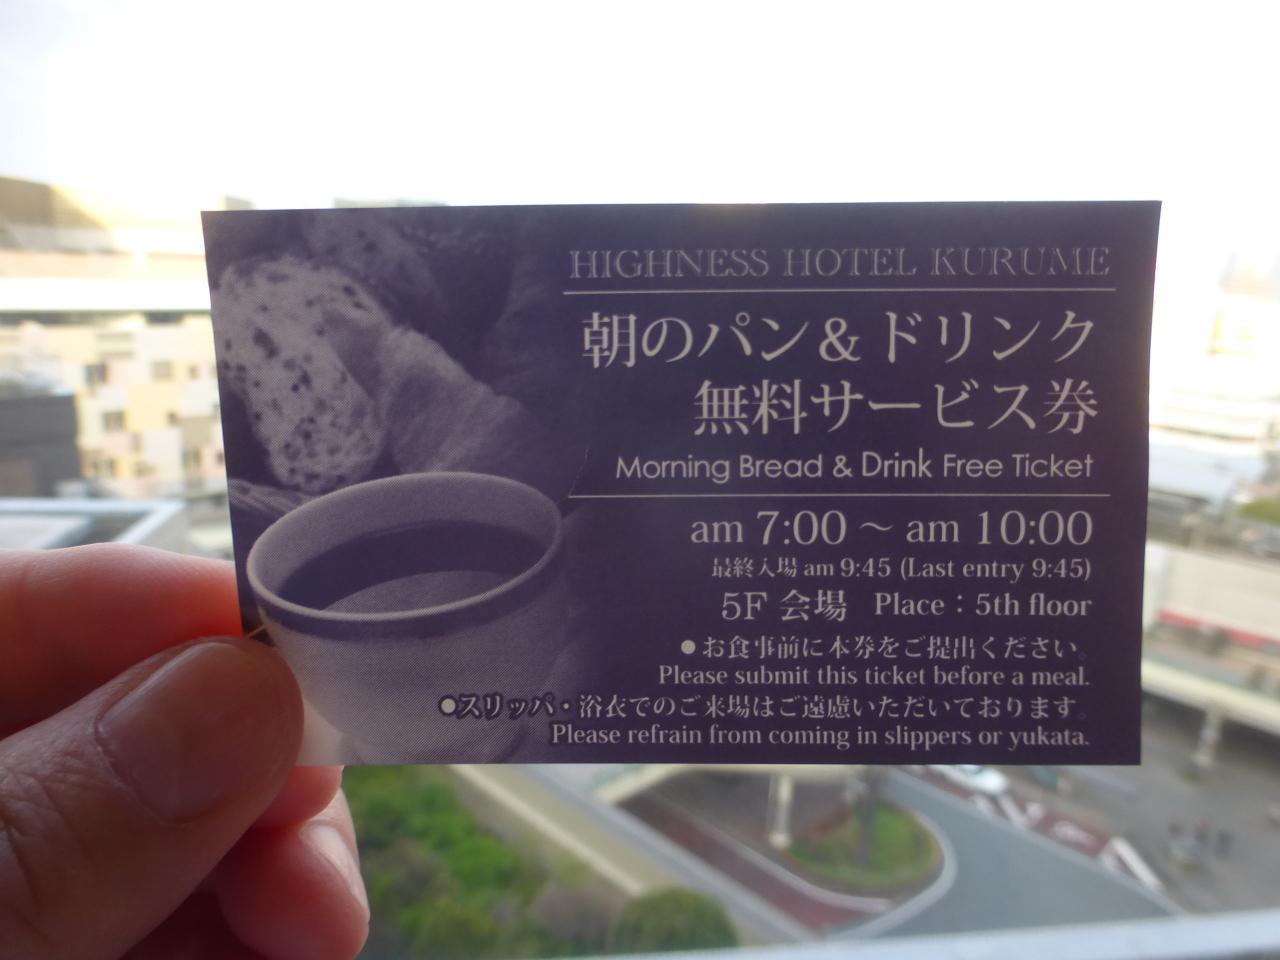 HIGHNESS HOTEL KURUME
朝のパン&ドリンク
無料サービス券
Morning Bread & Drink Free Ticket
am 7:00 〜 am 10:00
最終入場 am 9:45 (Last entry 9:45)
5F 会場 Place : 5th floor
●お食事前に本券をご提出ください。
Please submit this ticket before a meal.
●スリッパ・浴衣でのご来場はご遠慮いただいております。
Please refrain from coming in slippers or yukata.